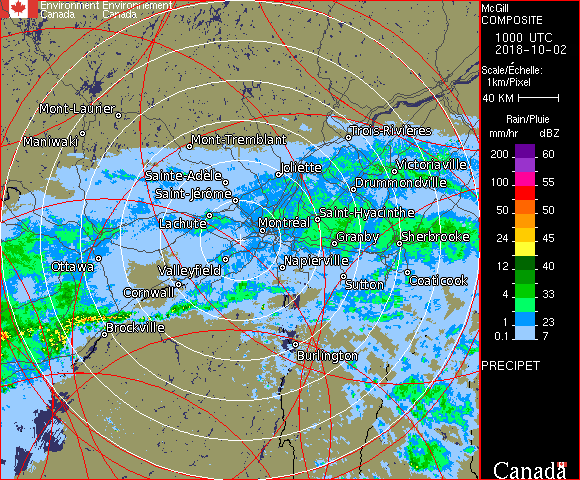 Environment Environnement
Canada Canada
McGill
COMPOSITE
1000 UTC
2018-10-02
Scale/Échelle:
1km/Pixel
40 KM
Rain/Pluie
mm/hr dBZ
200 60
100 55
50 50
24 45
12 40
8 33
4 33
1 23
0.1 7
PRECIPET
Canada
Mont-Laurier
Maniwaki
Mont-Tremblant
Trois-Rivières
Sainte-Adèle
Joliette
Victoriaville
Saint-Jérôme
Drummondville
Lachute
Montréal
Saint-Hyacinthe
Granby
Sherbrooke
Ottawa
Valleyfield
Napierville
Cornwall
Sutton
Coaticook
Brockville
Burlington